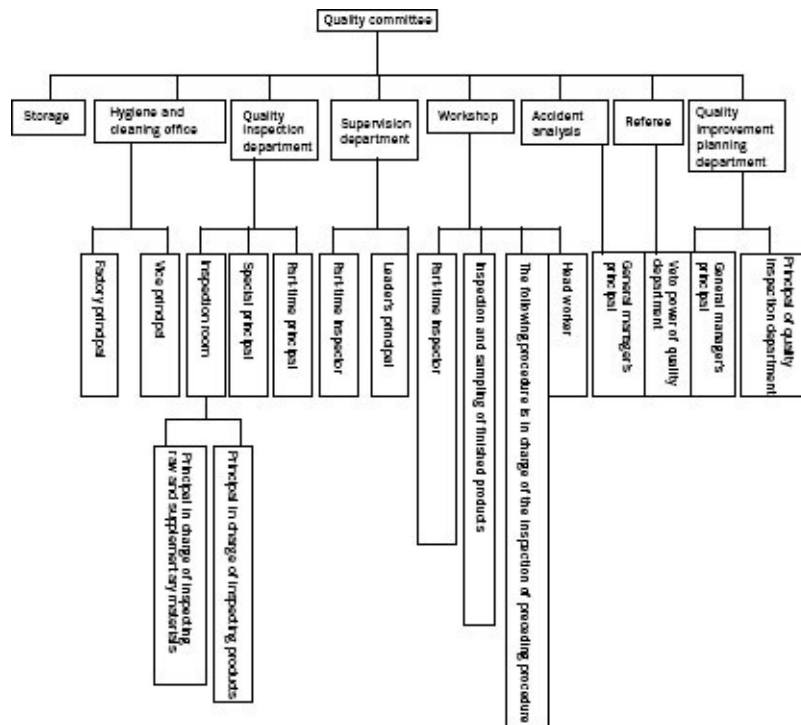 Quality committee
Storage
Hygiene and
cleaning office
Quality
inspection
department
Supervision
department
Workshop
Accident
analysis
Referee
Quality
improvement
planning
department
Factory principal
Vice principal
Inspection room
Special principal
Part-time principal
Part-time inspector
Leader's principal
Part-time inspector
Inspection and sampling of finished products
The following procedure is in charge of the inspection of preceding procedure
Head worker
General manager's
principal
Veto power of quality
department
General manager's
principal
Principal of quality
inspection department
Principal in charge of inspecting
raw and supplementary materials
Principal in charge of inspecting products